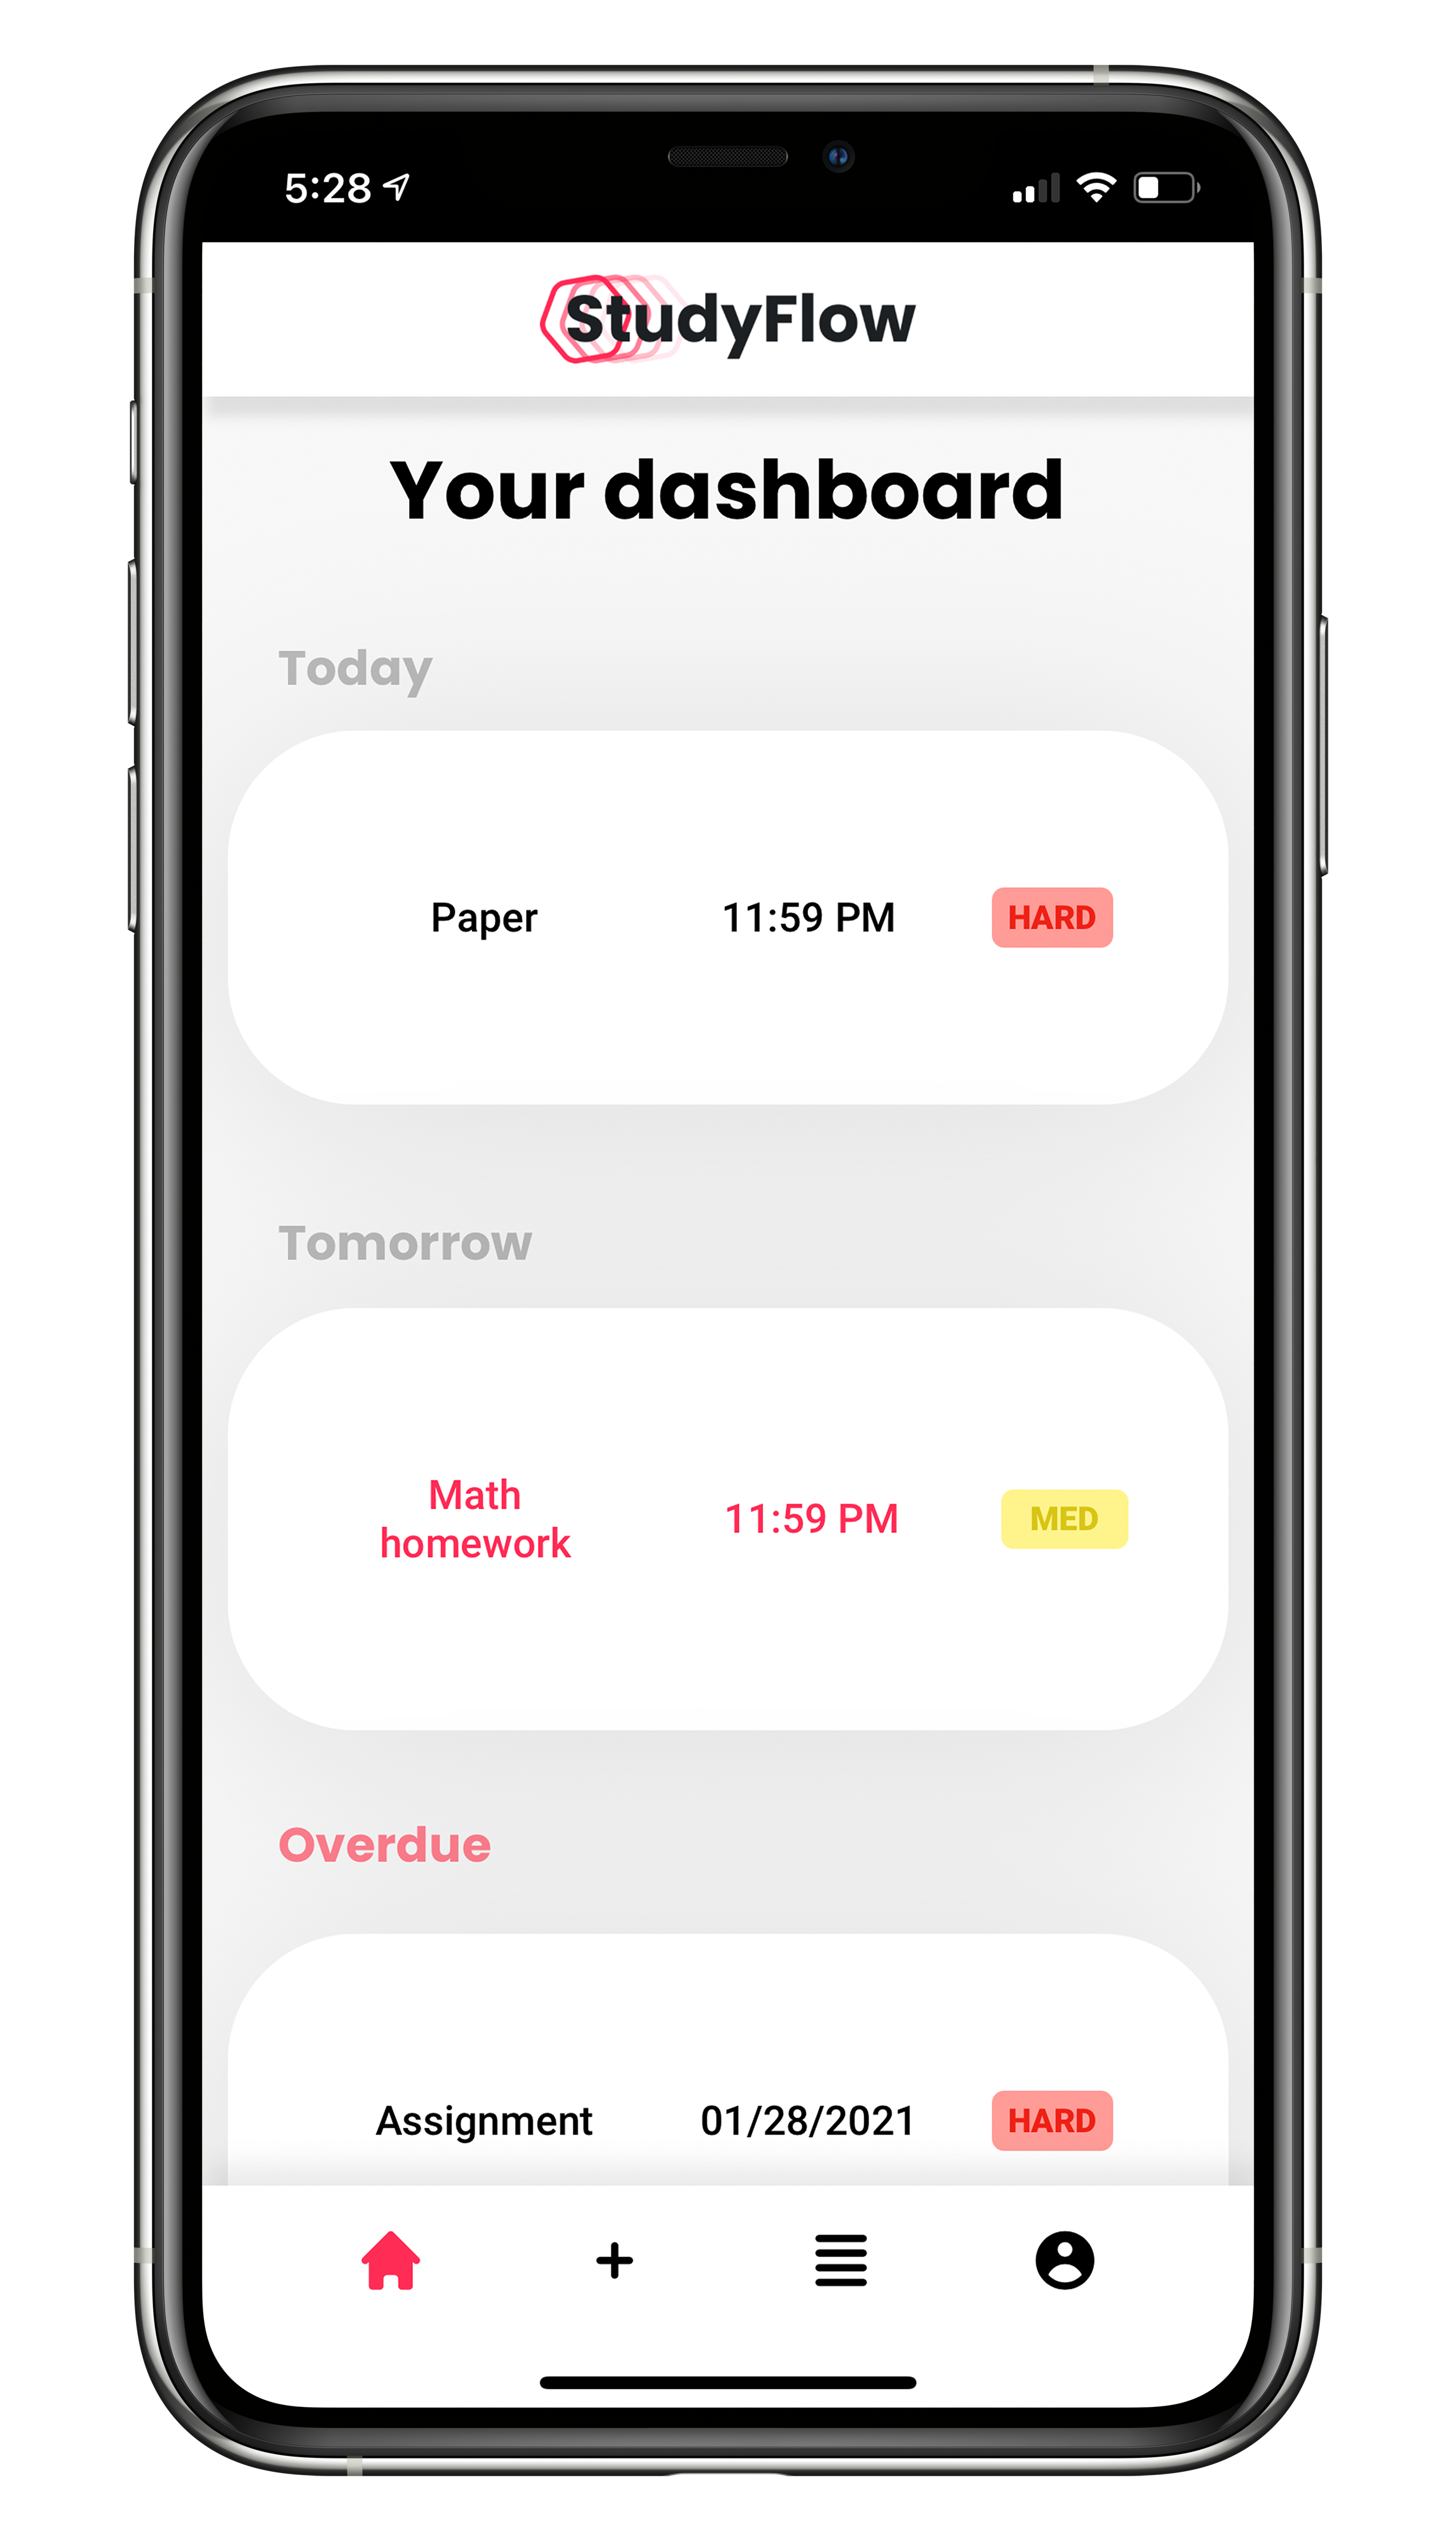 5:28
StudyFlow
Your dashboard
Today
Paper 11:59 PM HARD
Tomorrow
Math
homework 11:59 PM MED
Overdue
Assignment 01/28/2021 HARD